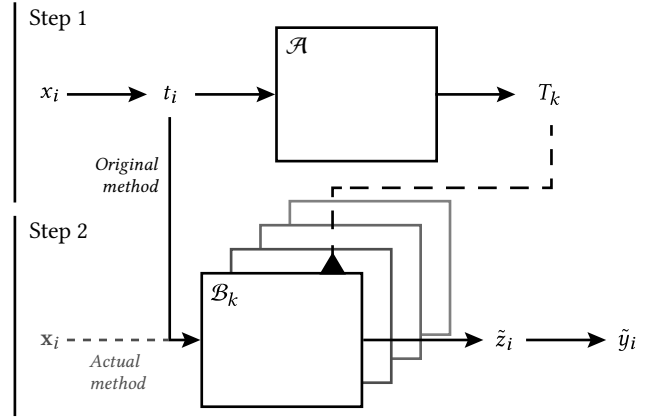 Step 1
𝒜
x_i
t_i
T_k
Original
method
Step 2
ℬ_k
𝐱_i
z̃_i
ỹ_i
Actual
method